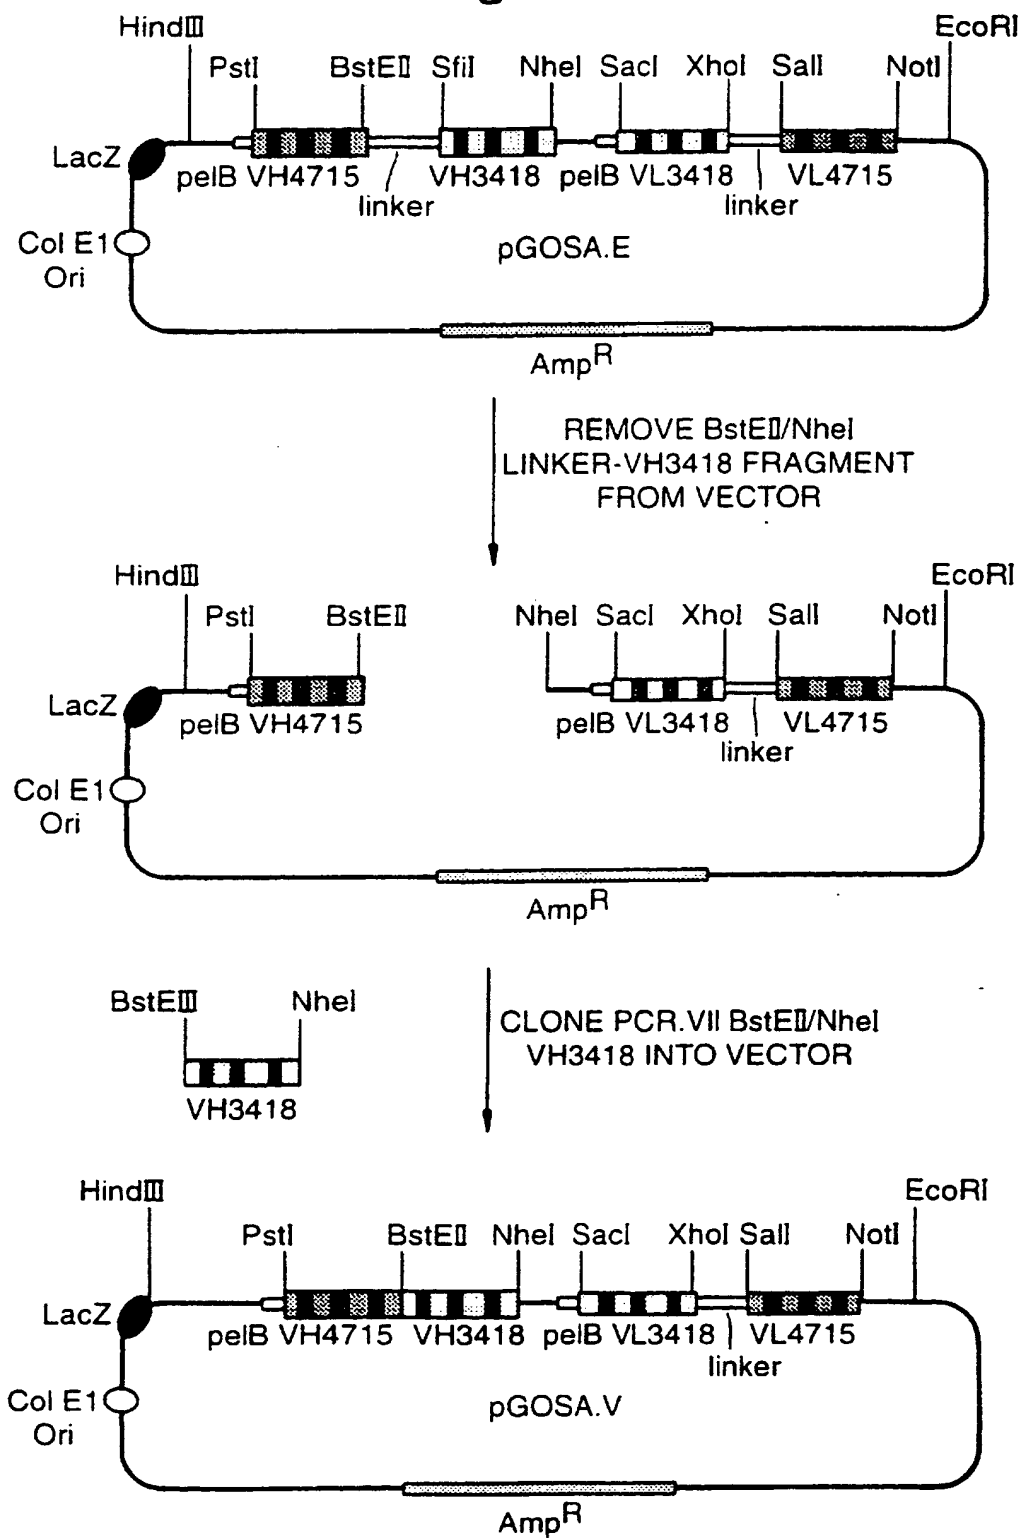 g
HindIII EcoRI
PstI BstEII SfiI NheI SacI XhoI SalI NotI
LacZ
pelB VH4715 VH3418 pelB VL3418 VL4715
linker linker
Col E1
Ori
pGOSA.E
Amp^R
REMOVE BstEII/NheI
LINKER-VH3418 FRAGMENT
FROM VECTOR
HindIII EcoRI
PstI BstEII NheI SacI XhoI SalI NotI
LacZ
pelB VH4715 pelB VL3418 VL4715
linker
Col E1
Ori
Amp^R
BstEIII NheI
VH3418
CLONE PCR.VII BstEII/NheI
VH3418 INTO VECTOR
HindIII EcoRI
PstI BstEII NheI SacI XhoI SalI NotI
LacZ
pelB VH4715 VH3418 pelB VL3418 VL4715
linker
Col E1
Ori
pGOSA.V
Amp^R